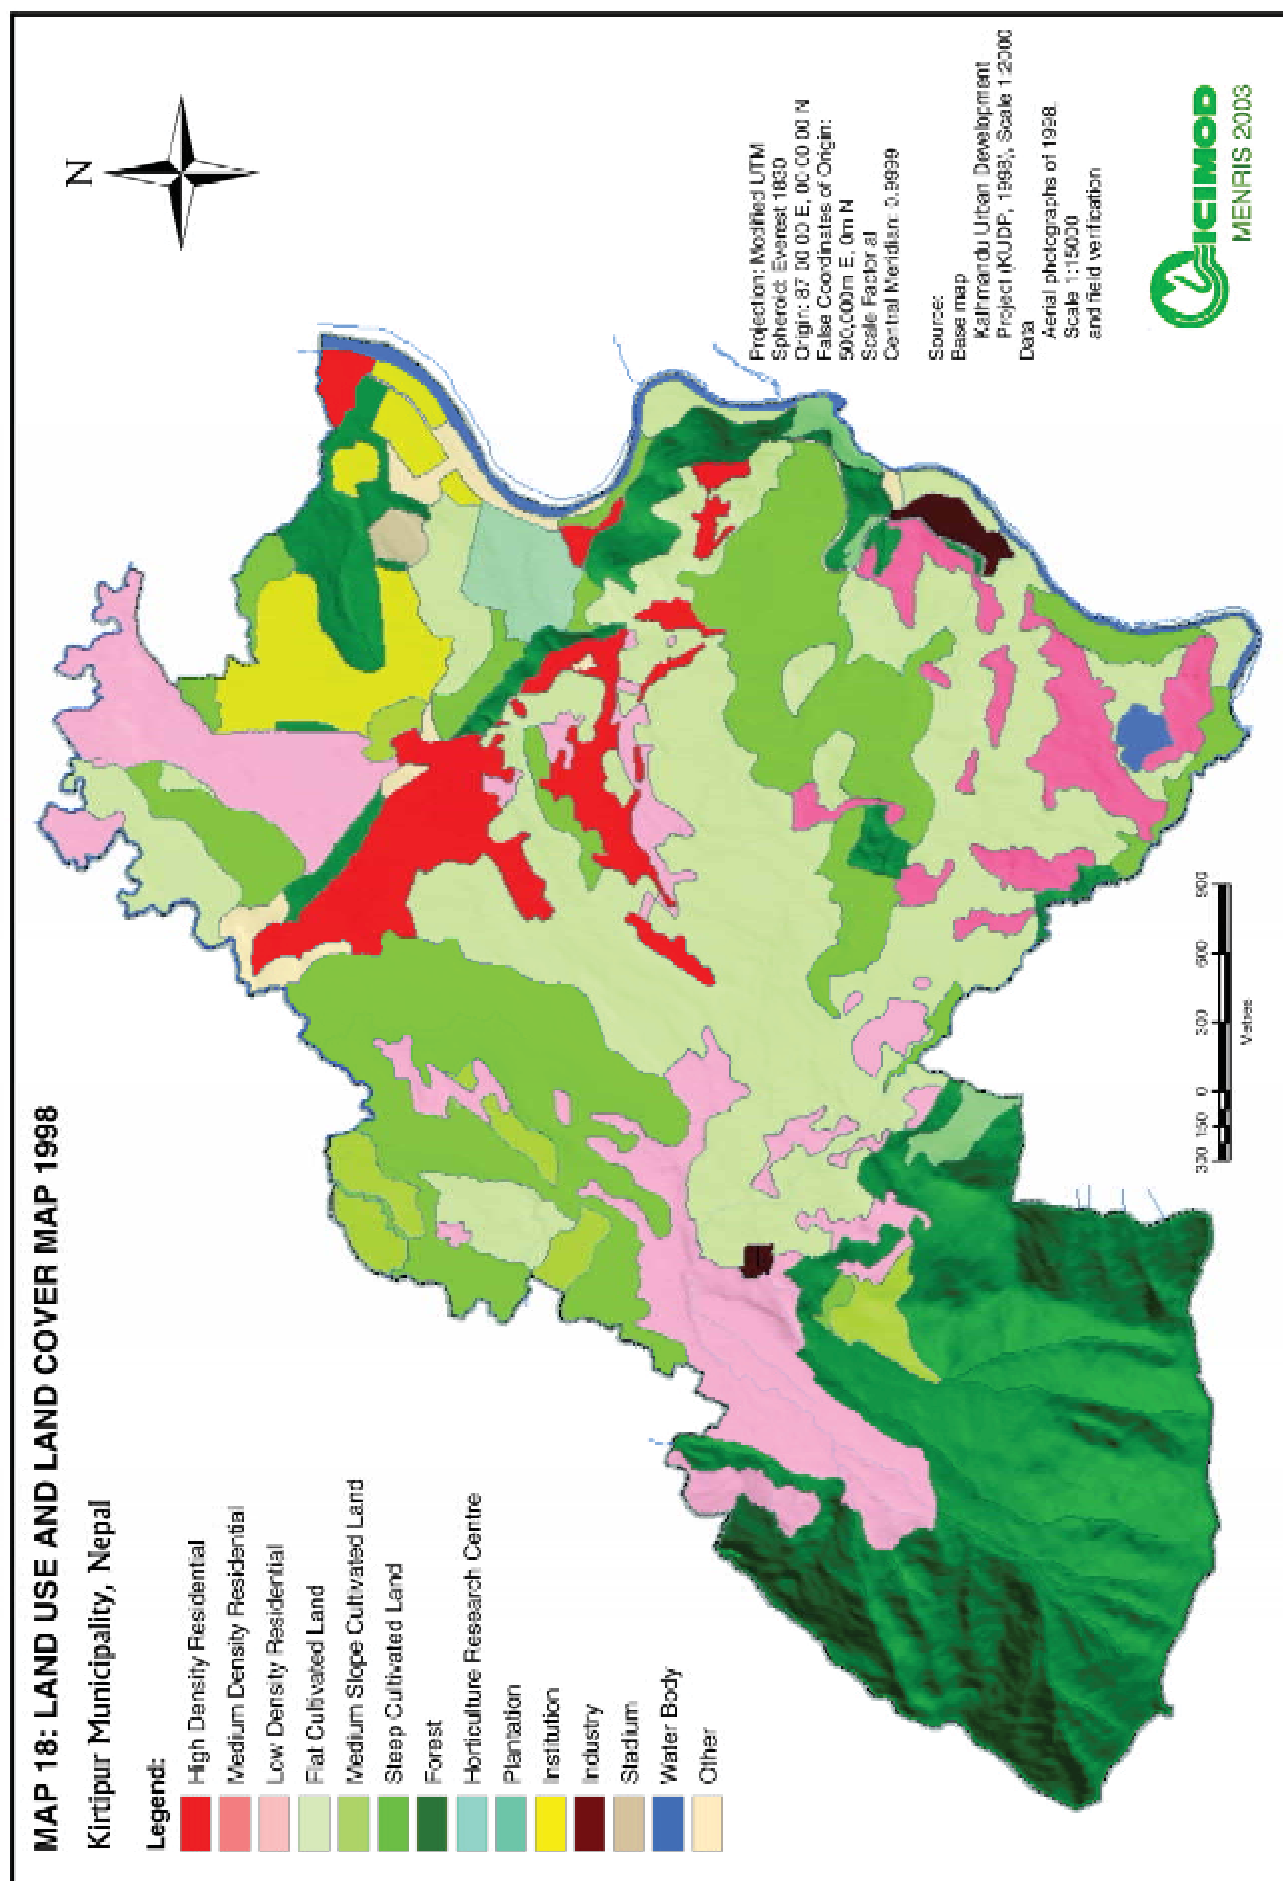 MAP 18: LAND USE AND LAND COVER MAP 1998
Kirtipur Municipality, Nepal
N
Legend:
High Density Residential
Medium Density Residential
Low Density Residential
Flat Cultivated Land
Medium Slope Cultivated Land
Steep Cultivated Land
Forest
Horticulture Research Centre
Plantation
Institution
Industry
Stadium
Water Body
Other
Projection: Modified UTM
Spheroid: Everest 1830
Origin: 87 00 00 E, 00 00 00 N
False Coordinates of Origin:
500,000m E, 0m N
Scale Factor at
Central Meridian: 0.9999
Source:
Base map
Kathmandu Urban Development
Project (KUDP, 1998), Scale 1:2000
Data
Aerial photographs of 1998,
Scale 1:15000
and field verification
300 150 0 300 600 900
Metres
ICIMOD
MENRIS 2003